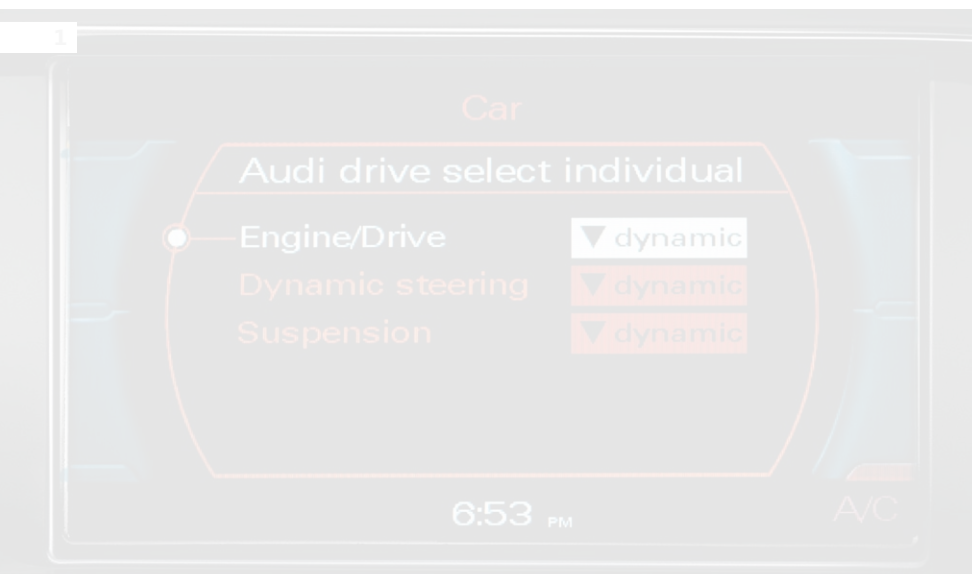 1
Car
Audi drive select individual
Engine/Drive ▼ dynamic
Dynamic steering ▼ dynamic
Suspension ▼ dynamic
6:53 PM
A/C